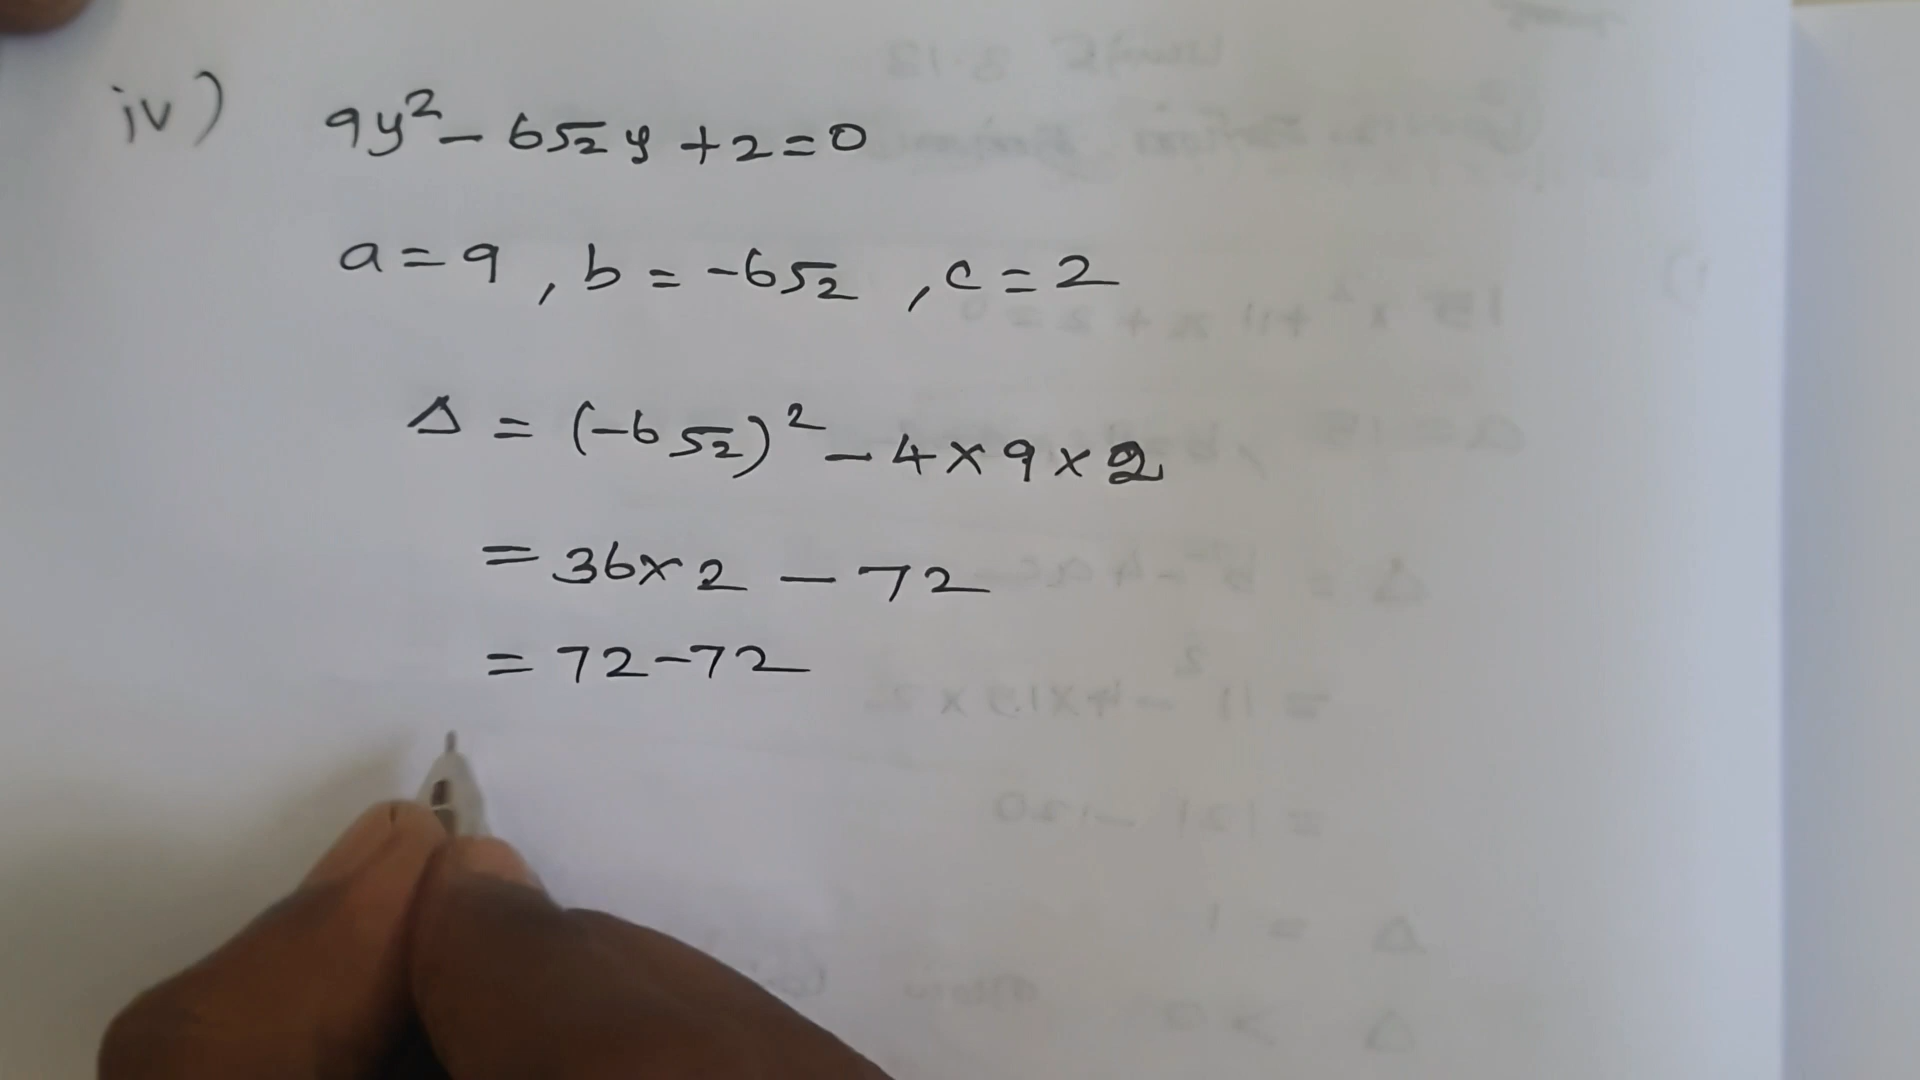 iv) 9y² - 6√2 y + 2 = 0
a = 9, b = -6√2, c = 2
Δ = (-6√2)² - 4 × 9 × 2
= 36 × 2 - 72
= 72 - 72